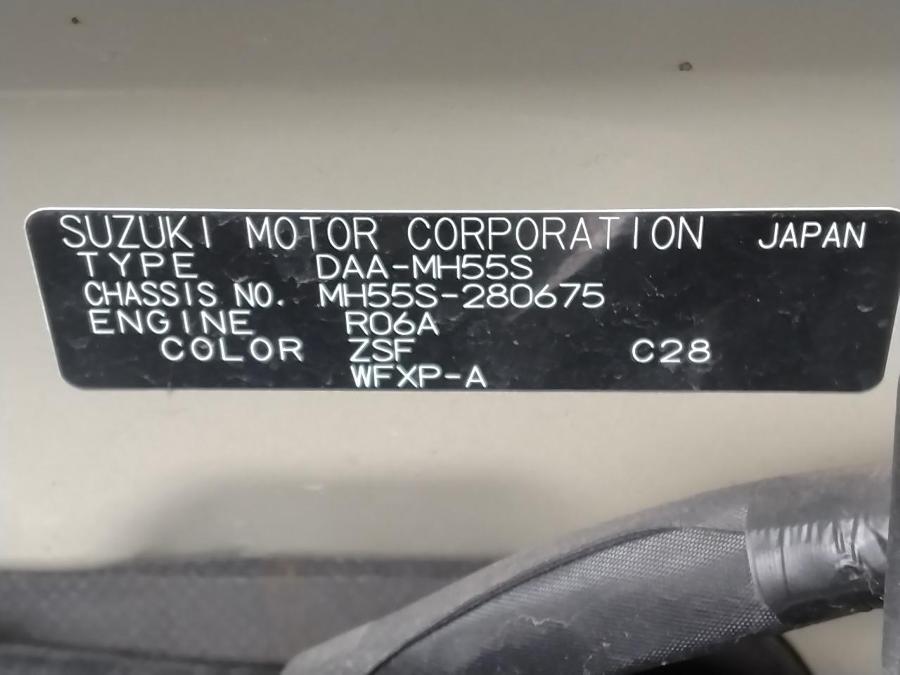 SUZUKI MOTOR CORPORATION JAPAN
TYPE DAA-MH55S
CHASSIS NO. MH55S-280675
ENGINE R06A
COLOR ZSF C28
WFXP-A